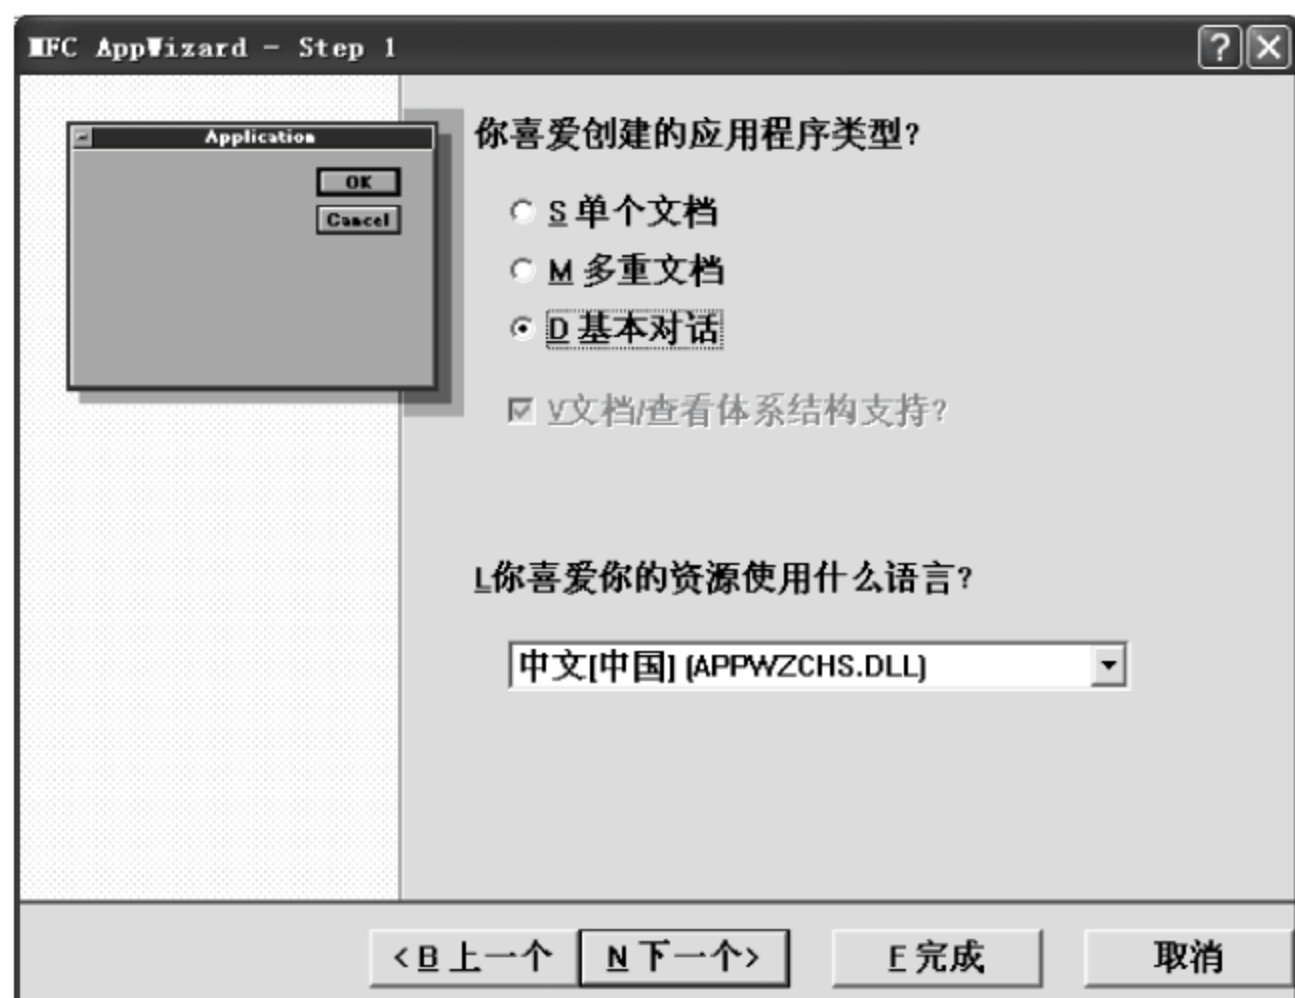 MFC AppWizard - Step 1
Application
OK
Cancel
你喜爱创建的应用程序类型?
S 单个文档
M 多重文档
D 基本对话
V文档/查看体系结构支持?
L你喜爱你的资源使用什么语言?
中文[中国] (APPWZCHS.DLL)
<B 上一个 N 下一个> F 完成 取消